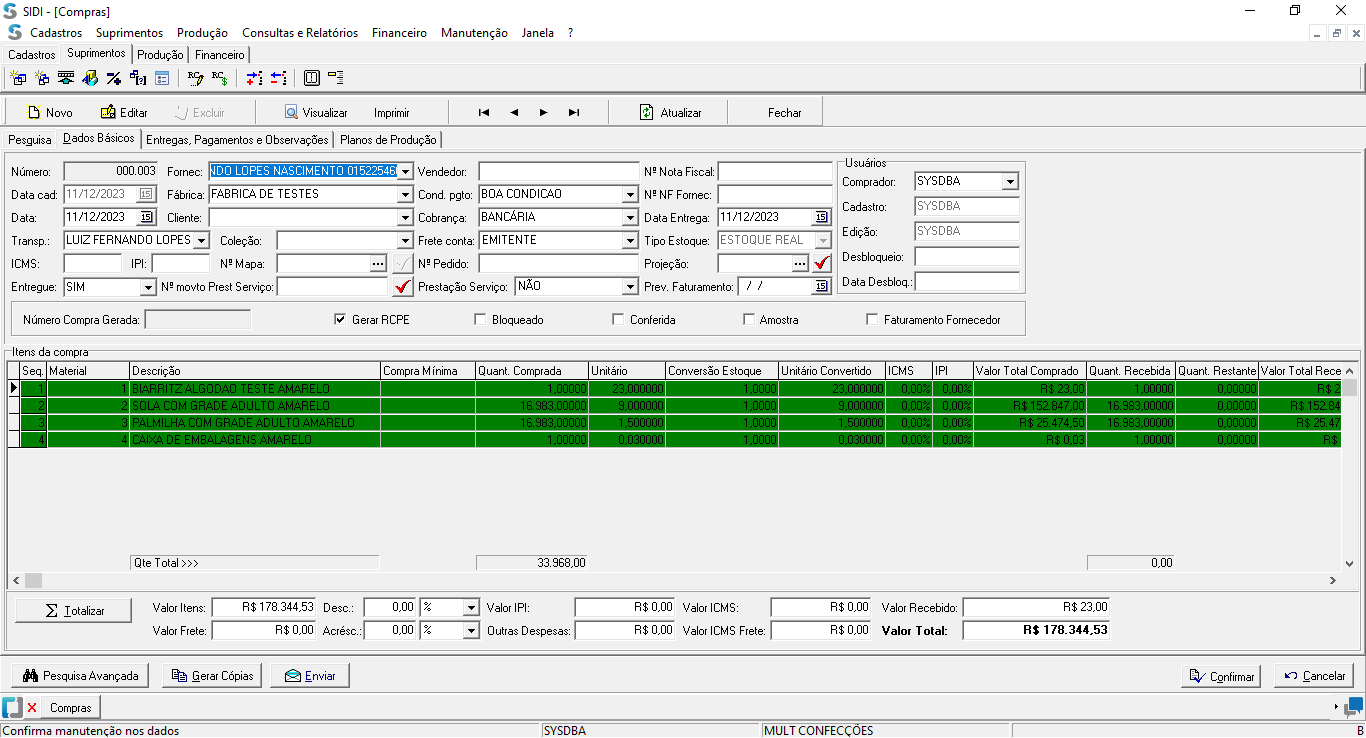 SIDI - [Compras]
Cadastros Suprimentos Produção Consultas e Relatórios Financeiro Manutenção Janela ?
Cadastros Suprimentos Produção Financeiro
Novo Editar Excluir Visualizar Imprimir Atualizar Fechar
Pesquisa Dados Básicos Entregas, Pagamentos e Observações Planos de Produção
Número: 000.003 Fornec: NDO LOPES NASCIMENTO 01522546 Vendedor: Nº Nota Fiscal: Usuários
Data cad: 11/12/2023 15 Fábrica: FABRICA DE TESTES Cond. pgto: BOA CONDICAO Nº NF Fornec: Comprador: SYSDBA
Data: 11/12/2023 15 Cliente: Cobrança: BANCÁRIA Data Entrega: 11/12/2023 15 Cadastro: SYSDBA
Transp.: LUIZ FERNANDO LOPES Coleção: Frete conta: EMITENTE Tipo Estoque: ESTOQUE REAL Edição: SYSDBA
ICMS: IPI: Nº Mapa: ... Nº Pedido: Projeção: ... Desbloqueio:
Entregue: SIM Nº movto Prest Serviço: Prestação Serviço: NÃO Prev. Faturamento: / / 15 Data Desbloq.:
Número Compra Gerada: Gerar RCPE Bloqueado Conferida Amostra Faturamento Fornecedor
Itens da compra
Seq. Material Descrição Compra Mínima Quant. Comprada Unitário Conversão Estoque Unitário Convertido ICMS IPI Valor Total Comprado Quant. Recebida Quant. Restante Valor Total Rece
1 1 BIARRITZ ALGODAO TESTE AMARELO 1,00000 23,000000 1,0000 23,000000 0,00% 0,00% R$ 23,00 1,00000 0,00000 R$ 2
2 2 SOLA COM GRADE ADULTO AMARELO 16.983,00000 9,000000 1,0000 9,000000 0,00% 0,00% R$ 152.847,00 16.983,00000 0,00000 R$ 152.84
3 3 PALMILHA COM GRADE ADULTO AMARELO 16.983,00000 1,500000 1,0000 1,500000 0,00% 0,00% R$ 25.474,50 16.983,00000 0,00000 R$ 25.47
4 4 CAIXA DE EMBALAGENS AMARELO 1,00000 0,030000 1,0000 0,030000 0,00% 0,00% R$ 0,03 1,00000 0,00000 R$
Qte Total >>> 33.968,00 0,00
Totalizar Valor Itens: R$ 178.344,53 Desc.: 0,00 % Valor IPI: R$ 0,00 Valor ICMS: R$ 0,00 Valor Recebido: R$ 23,00
Valor Frete: R$ 0,00 Acrésc.: 0,00 % Outras Despesas: R$ 0,00 Valor ICMS Frete: R$ 0,00 Valor Total: R$ 178.344,53
Pesquisa Avançada Gerar Cópias Enviar Confirmar Cancelar
Compras
Confirma manutenção nos dados SYSDBA MULT CONFECÇÕES B